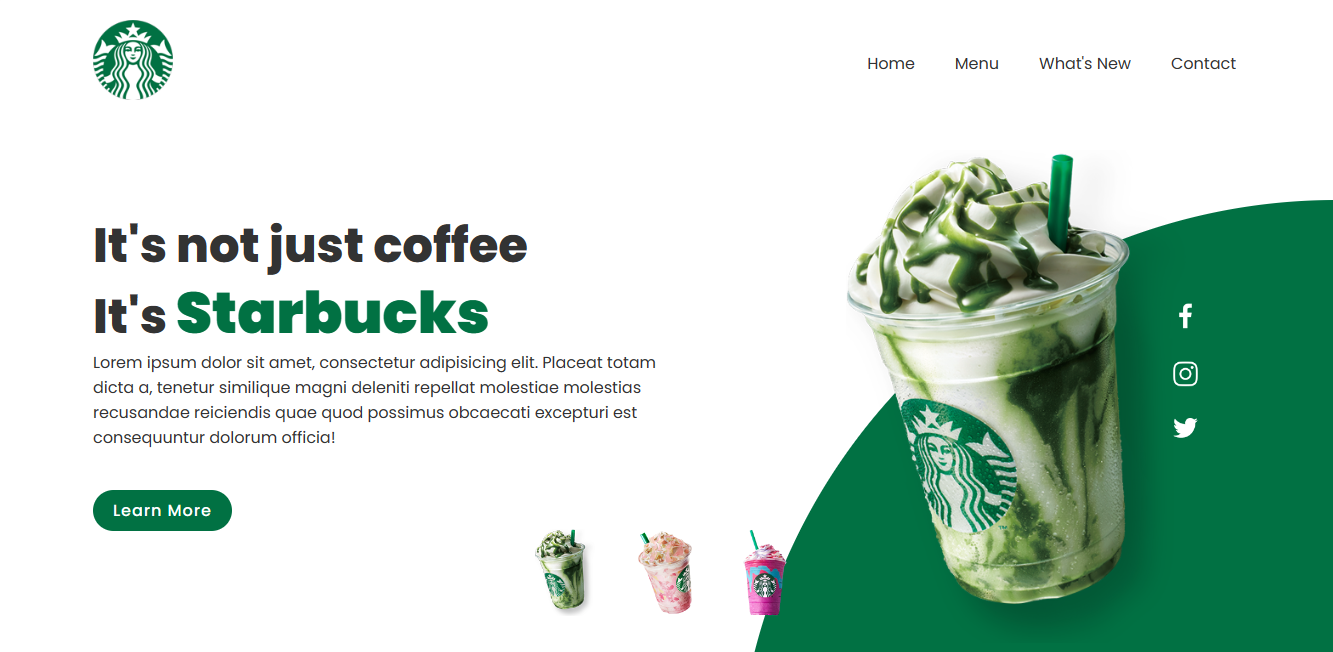 Home Menu What's New Contact
It's not just coffee
It's Starbucks
Lorem ipsum dolor sit amet, consectetur adipisicing elit. Placeat totam
dicta a, tenetur similique magni deleniti repellat molestiae molestias
recusandae reiciendis quae quod possimus obcaecati excepturi est
consequuntur dolorum officia!
Learn More